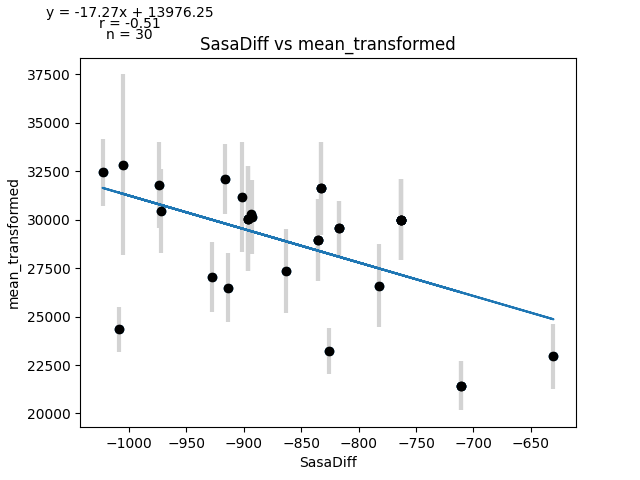 y = -17.27x + 13976.25
r = -0.51
n = 30
SasaDiff vs mean_transformed
37500
35000
32500
30000
27500
25000
22500
20000
mean_transformed
−1000
−950
−900
−850
−800
−750
−700
−650
SasaDiff